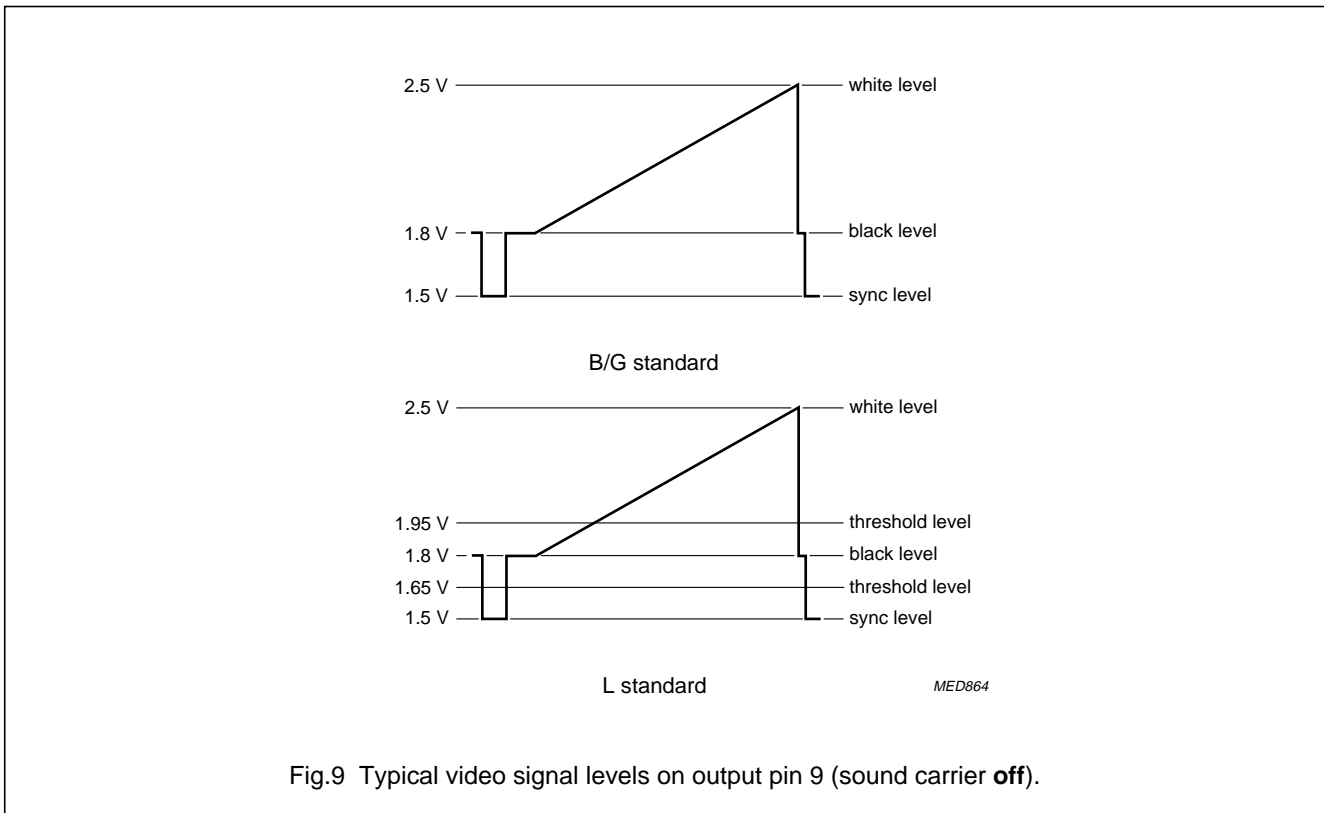 2.5 V white level
1.8 V black level
1.5 V sync level
B/G standard
2.5 V white level
1.95 V threshold level
1.8 V black level
1.65 V threshold level
1.5 V sync level
L standard
MED864
Fig.9 Typical video signal levels on output pin 9 (sound carrier off).